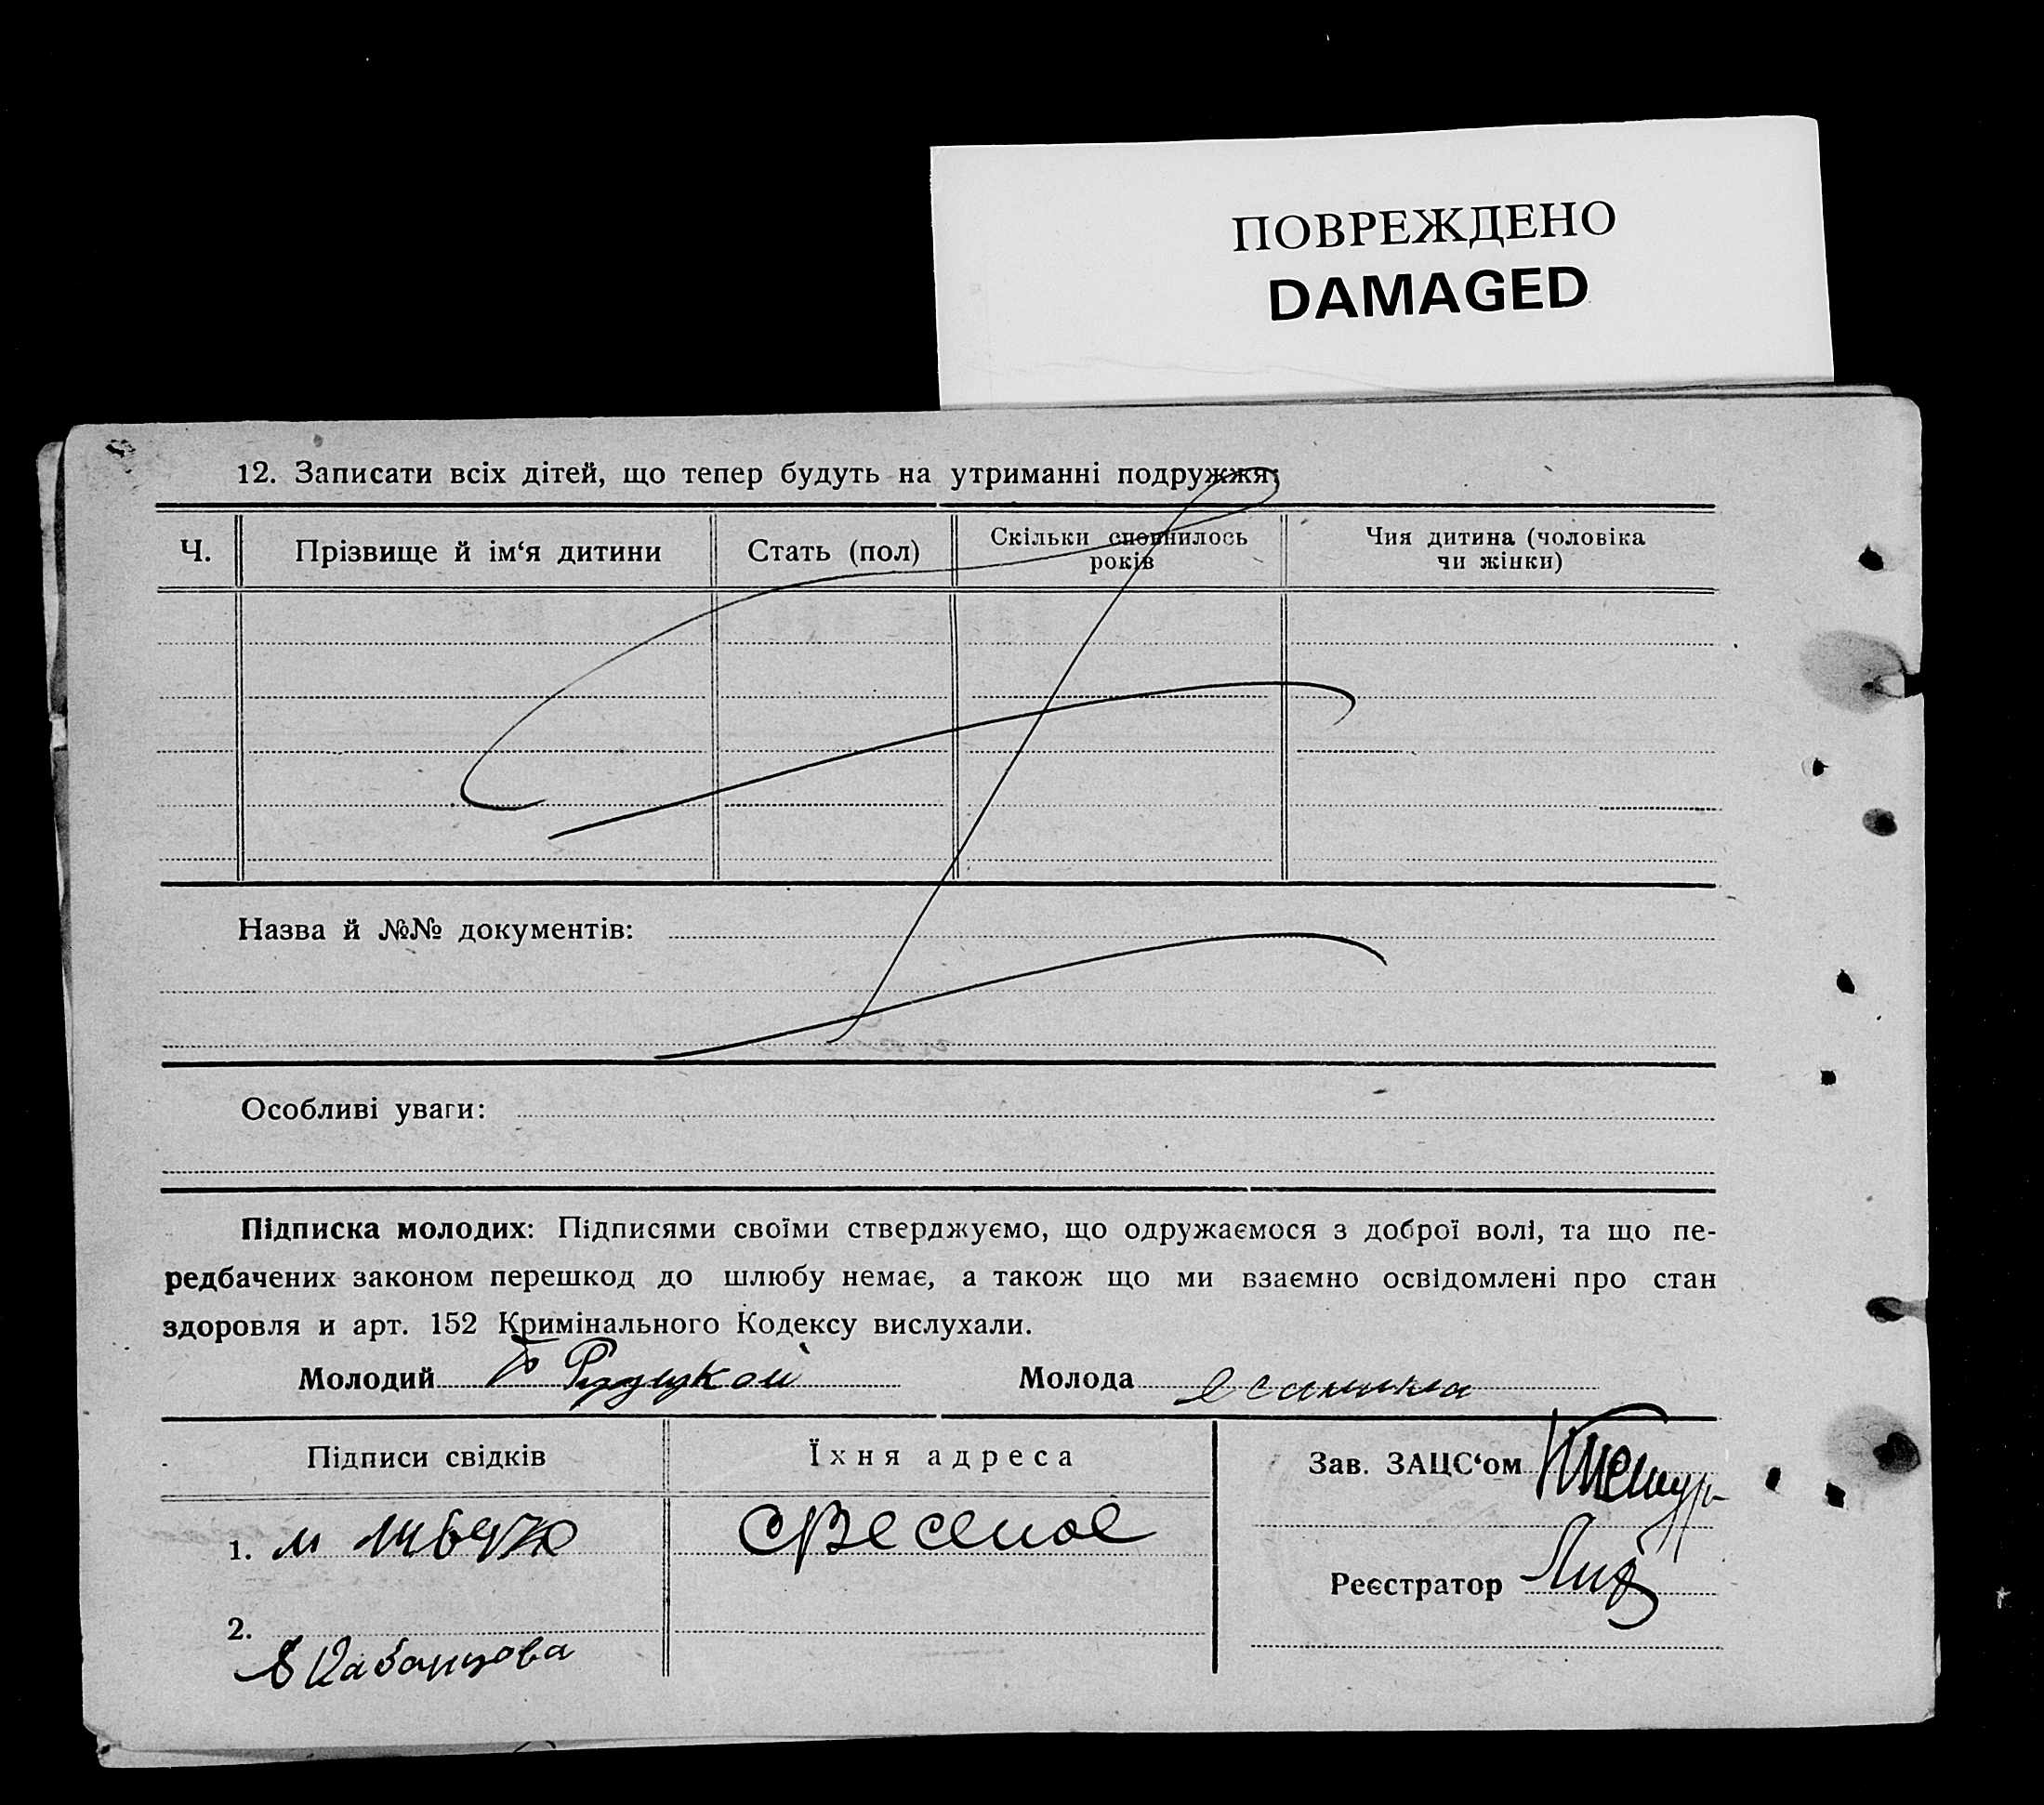 ПОВРЕЖДЕНО
DAMAGED
12. Записати всіх дітей, що тепер будуть на утриманні подружжя:
Ч.
Прізвище й ім‘я дитини
Стать (пол)
Скільки сповнилось
років
Чия дитина (чоловіка
чи жінки)
Назва й №№ документів:
Особливі уваги:
Підписка молодих: Підписями своїми стверджуємо, що одружаємося з доброї волі, та що пе-
редбачених законом перешкод до шлюбу немає, а також що ми взаємно освідомлені про стан
здоровля и арт. 152 Кримінального Кодексу вислухали.
Молодий
Молода
Підписи свідків
Їхня адреса
Зав. ЗАЦС‘ом
1. м
с Веселое
Реєстратор
2.